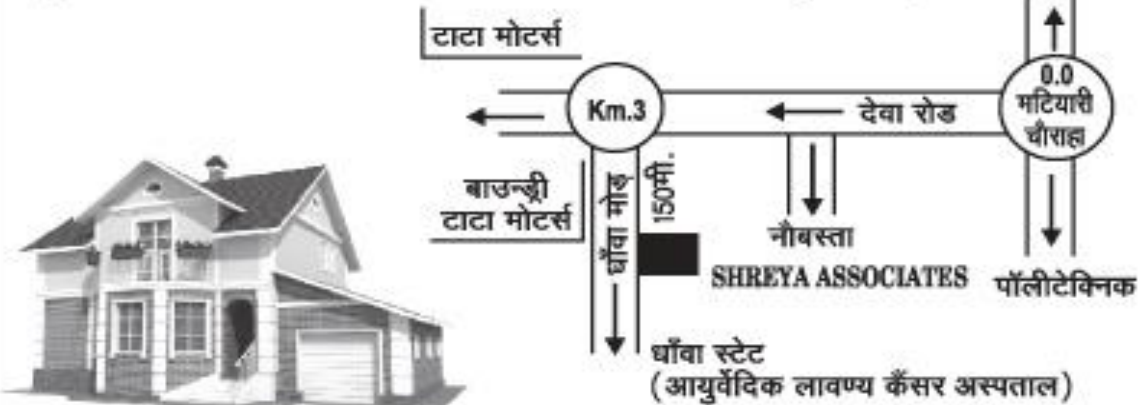 टाटा मोटर्स
Km.3
देवा रोड
0.0
मटियारी
चौराहा
बाउन्ड्री
टाटा मोटर्स
धाँवा मोड़
150मी.
नौबस्ता
SHREYA ASSOCIATES
पॉलीटेक्निक
धाँवा स्टेट
(आयुर्वेदिक लावण्य कैंसर अस्पताल)